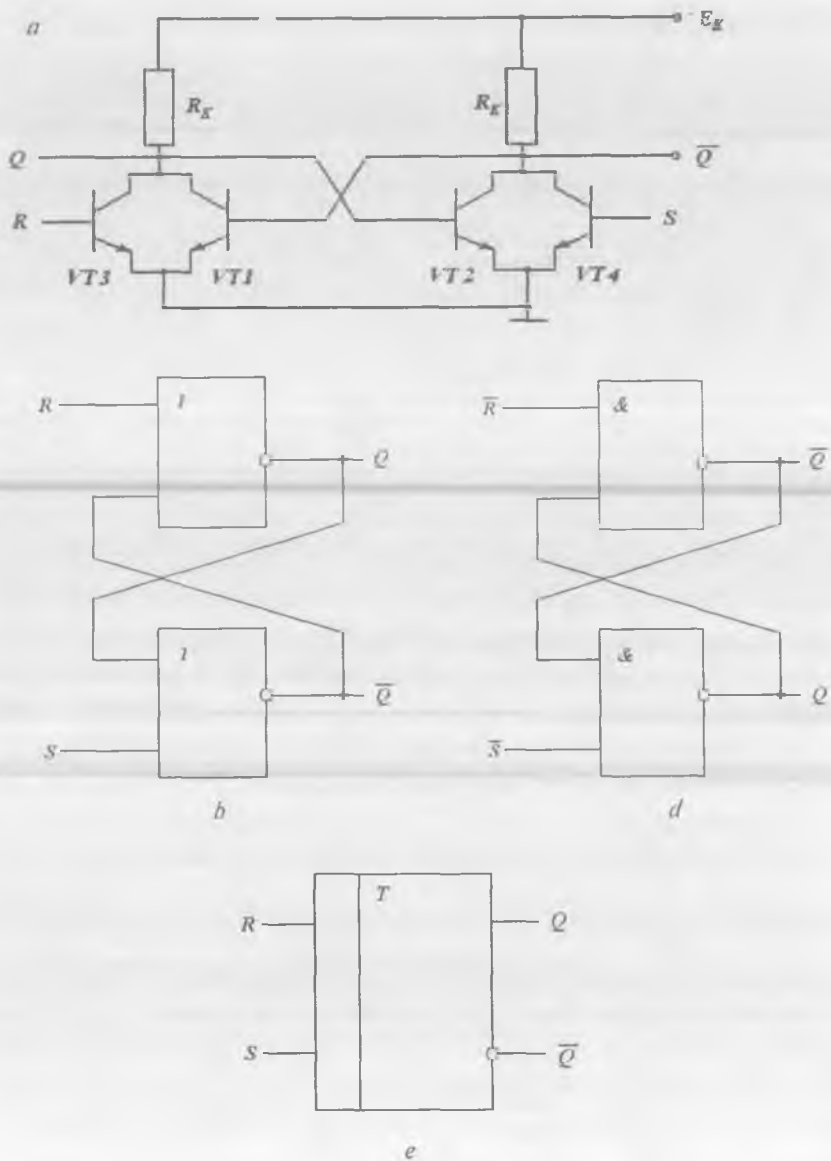 a E_K
R_K R_K
Q Q̅
R S
VT3 VT1 VT2 VT4
R 1 R̅ &
Q Q̅
1 &
Q̅ Q
S S̅
b d
T
R Q
S Q̅
e